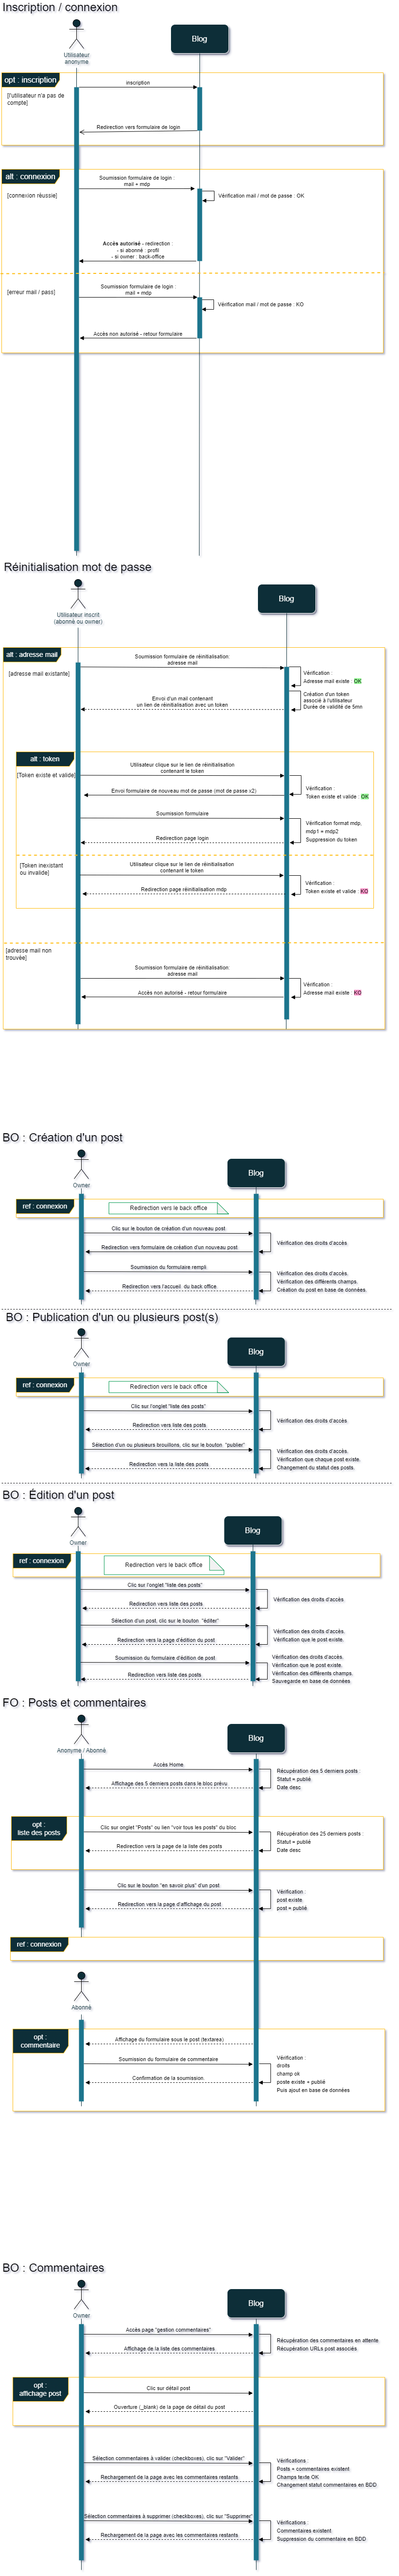 Inscription / connexion
Utilisateur
anonyme
Blog
opt : inscription
[l'utilisateur n'a pas de
compte]
inscription
Redirection vers formulaire de login
alt : connexion
[connexion réussie]
Soumission formulaire de login :
mail + mdp
Vérification mail / mot de passe : OK
Accès autorisé - redirection :
- si abonné : profil
- si owner : back-office
[erreur mail / pass]
Soumission formulaire de login :
mail + mdp
Vérification mail / mot de passe : KO
Accès non autorisé - retour formulaire
Réinitialisation mot de passe
Utilisateur inscrit
(abonné ou owner)
Blog
alt : adresse mail
[adresse mail existante]
Soumission formulaire de réinitialisation
adresse mail
Vérification :
Adresse mail existe : OK
Création d'un token
associé à l'utilisateur
Durée de validité de 5mn
Envoi d'un mail contenant
un lien de réinitialisation avec un token
alt : token
[Token existe et valide]
Utilisateur clique sur le lien de réinitialisation
contenant le token
Vérification :
Token existe et valide : OK
Envoi formulaire de nouveau mot de passe (mot de passe x2)
Soumission formulaire
Vérification format mdp,
mdp1 = mdp2
Suppression du token
Redirection page login
[Token inexistant
ou invalide]
Utilisateur clique sur le lien de réinitialisation
contenant le token
Vérification :
Token existe et valide : KO
Redirection page réinitialisation mdp
[adresse mail non
trouvée]
Soumission formulaire de réinitialisation
adresse mail
Vérification :
Adresse mail existe : KO
Accès non autorisé - retour formulaire
BO : Création d'un post
Owner
Blog
ref : connexion
Redirection vers le back office
Clic sur le bouton de création d'un nouveau post
Vérification des droits d'accès.
Redirection vers formulaire de création d'un nouveau post
Soumission du formulaire rempli
Vérification des droits d'accès.
Vérification des différents champs.
Création du post en base de données.
Redirection vers l'accueil du back office.
BO : Publication d'un ou plusieurs post(s)
Owner
Blog
ref : connexion
Redirection vers le back office
Clic sur l'onglet "liste des posts"
Vérification des droits d'accès.
Redirection vers liste des posts
Sélection d'un ou plusieurs brouillons, clic sur le bouton "publier"
Vérification des droits d'accès.
Vérification que chaque post existe.
Changement du statut des posts.
Redirection vers la liste des posts.
BO : Édition d'un post
Owner
Blog
ref : connexion
Redirection vers le back office
Clic sur l'onglet "liste des posts"
Vérification des droits d'accès.
Redirection vers liste des posts
Sélection d'un post, clic sur le bouton "éditer"
Vérification des droits d'accès.
Vérification que le post existe.
Redirection vers la page d'édition du post
Soumission du formulaire d'édition de post
Vérification des droits d'accès.
Vérification que le post existe.
Vérification des différents champs.
Sauvegarde en base de données.
Redirection vers liste des posts.
FO : Posts et commentaires
Anonyme / Abonné
Blog
Accès Home.
Récupération des 5 derniers posts :
Statut = publié
Date desc
Affichage des 5 derniers posts dans le bloc prévu.
opt :
liste des posts
Clic sur onglet "Posts" ou lien "voir tous les posts" du bloc
Récupération des 25 derniers posts :
Statut = publié
Date desc
Redirection vers la page de la liste des posts
Clic sur le bouton "en savoir plus" d'un post
Vérification :
post existe.
post = publié.
Redirection vers la page d'affichage du post
ref : connexion
Abonné
opt :
commentaire
Affichage du formulaire sous le post (textarea)
Soumission du formulaire de commentaire
Vérification :
droits
champ ok
poste existe + publié
Puis ajout en base de données
Confirmation de la soumission.
BO : Commentaires
Owner
Blog
Accès page "gestion commentaires"
Récupération des commentaires en attente.
Récupération URLs post associés.
Affichage de la liste des commentaires.
opt :
affichage post
Clic sur détail post
Ouverture (_blank) de la page de détail du post
Sélection commentaires à valider (checkboxes), clic sur "Valider"
Vérifications :
Posts + commentaires existent
Champs texte OK
Changement statut commentaires en BDD.
Rechargement de la page avec les commentaires restants
Sélection commentaires à supprimer (checkboxes), clic sur "Supprimer"
Vérifications :
Commentaires existent
Suppression du commentaire en BDD.
Rechargement de la page avec les commentaires restants